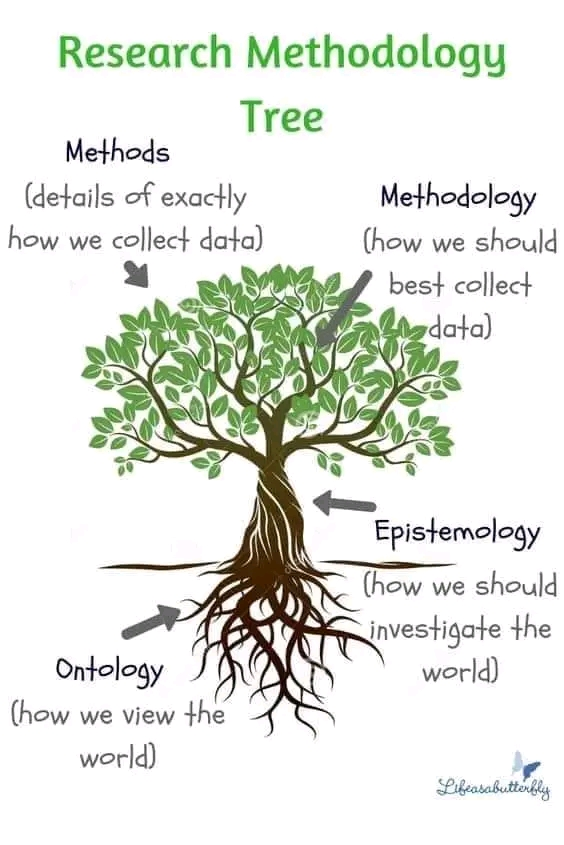 Research Methodology
Tree
Methods
(details of exactly
how we collect data)
Methodology
(how we should
best collect
data)
Epistemology
(how we should
investigate the
world)
Ontology
(how we view the
world)
Lifeasabutterfly